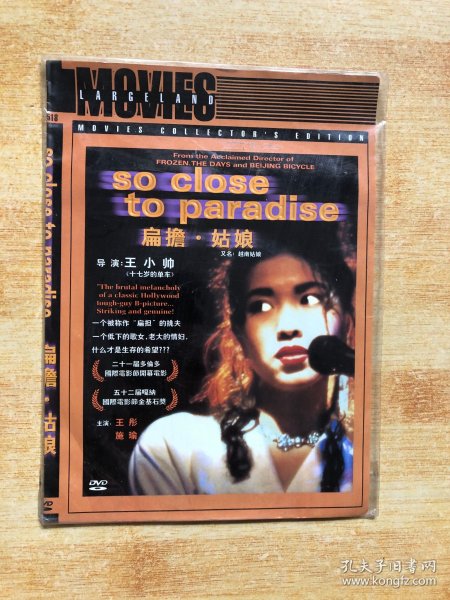 MOVIES
LARGELAND
518
MOVIES COLLECTOR'S EDITION
From the Acclaimed Director of
FROZEN, THE DAYS and BEIJING BICYCLE
so close
to paradise
扁擔·姑娘
又名:越南姑娘
导演:王小帅
(十七岁的单车)
"The brutal melancholy
of a classic Hollywood
tough-guy B-picture...
Striking and genuine!
一个被称作"扁担"的挑夫
一个低下的歌女,老大的情妇,
什么才是生存的希望???
二十一届多倫多
國際電影節開幕電影
五十二届嘎納
國際電影節金基石獎
主演:王彤
施瑜
DVD
so close to paradise
扁擔·姑娘
孔夫子旧书网
www.kongfz.com